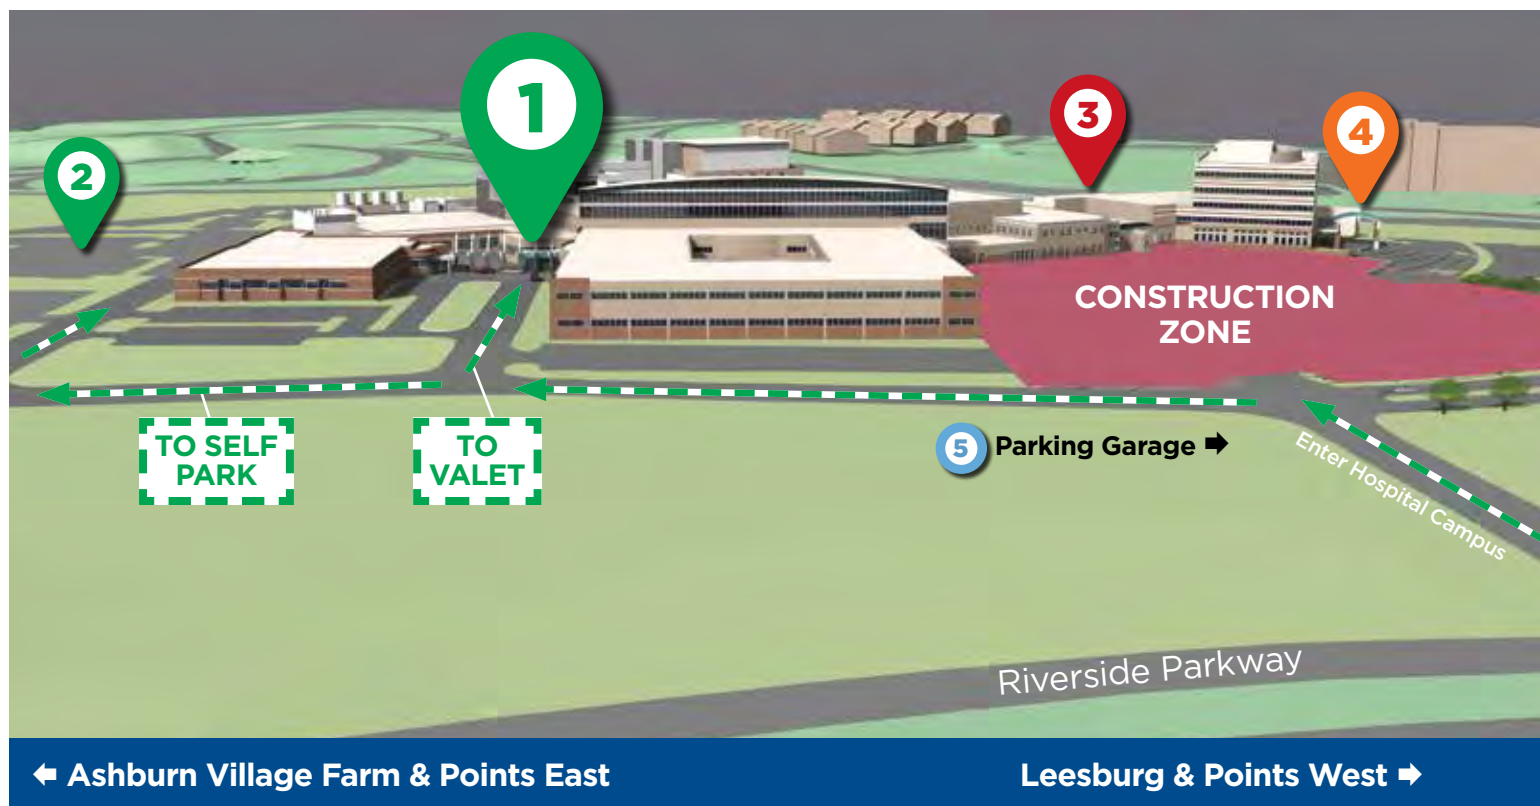 1
2
3
4
CONSTRUCTION
ZONE
TO SELF
PARK
TO
VALET
5 Parking Garage
Enter Hospital Campus
Riverside Parkway
Ashburn Village Farm & Points East
Leesburg & Points West